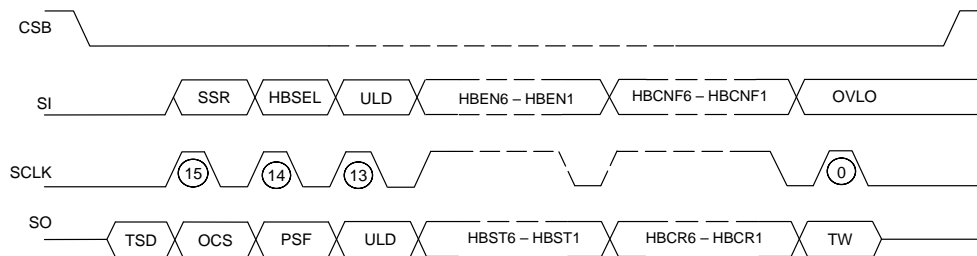 CSB
SI SSR HBSEL ULD HBEN6 – HBEN1 HBCNF6 – HBCNF1 OVLO
SCLK 15 14 13 0
SO TSD OCS PSF ULD HBST6 – HBST1 HBCR6 – HBCR1 TW